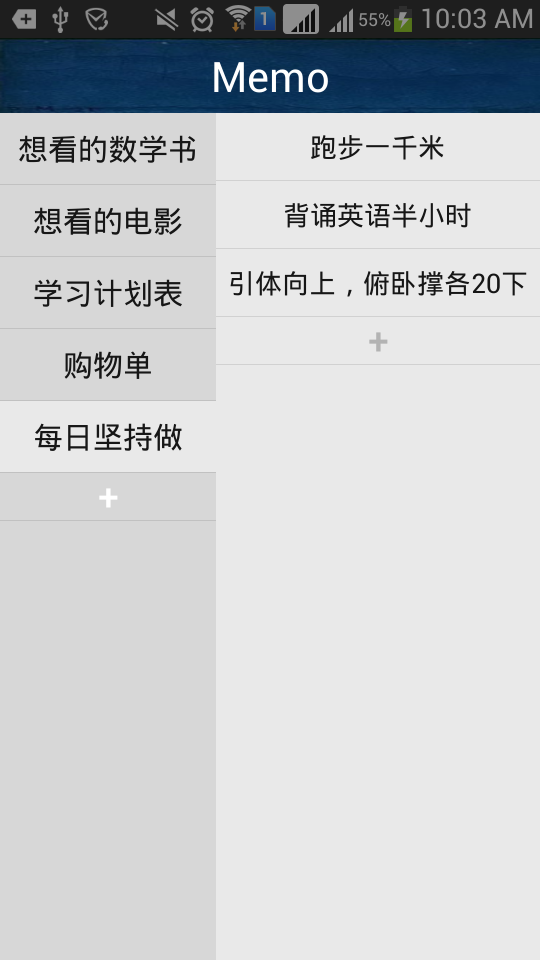 1 55% 10:03 AM
Memo
想看的数学书
想看的电影
学习计划表
购物单
每日坚持做
+
跑步一千米
背诵英语半小时
引体向上，俯卧撑各20下
+